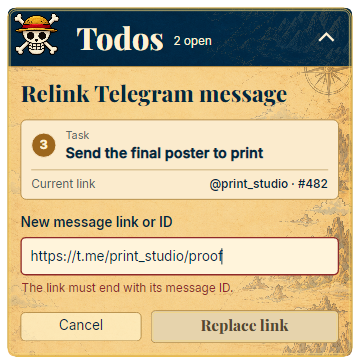 Todos 2 open
Relink Telegram message
3 Task
Send the final poster to print
Current link @print_studio · #482
New message link or ID
https://t.me/print_studio/proof
The link must end with its message ID.
Cancel Replace link